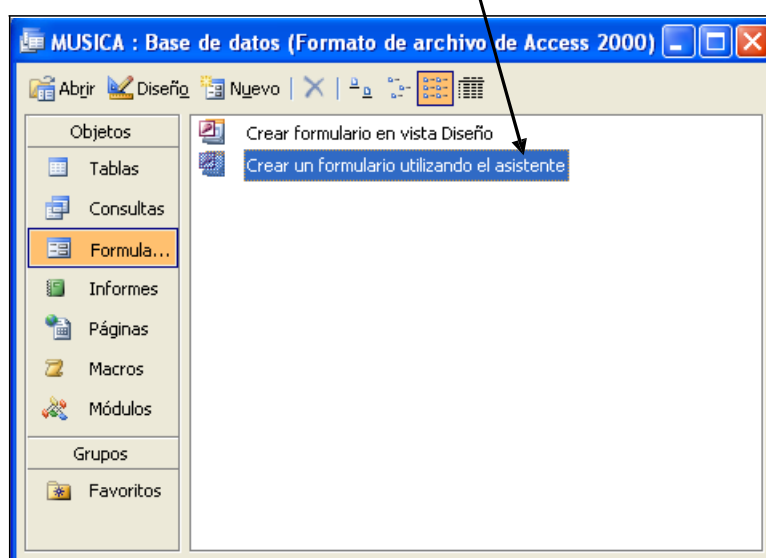 MUSICA : Base de datos (Formato de archivo de Access 2000)
Abrir Diseño Nuevo
Objetos
Tablas
Consultas
Formula...
Informes
Páginas
Macros
Módulos
Grupos
Favoritos
Crear formulario en vista Diseño
Crear un formulario utilizando el asistente